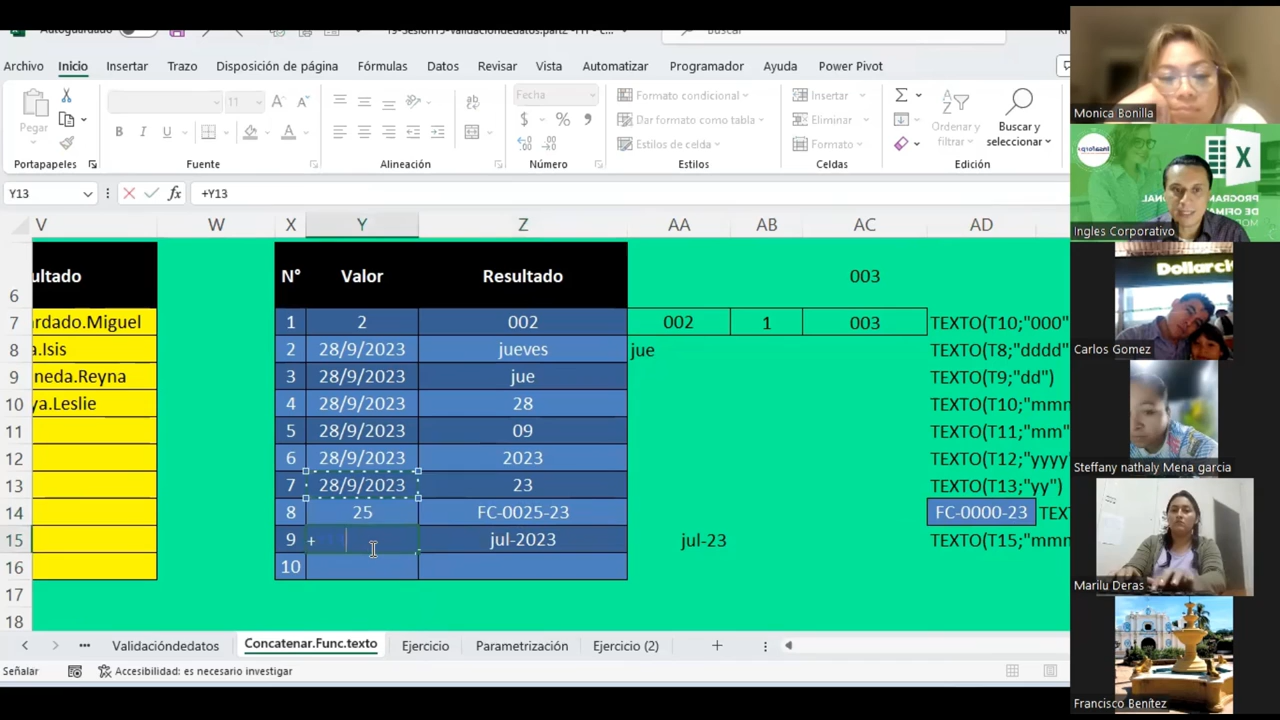 Autoguardado
19-Sesión19-Validacióndedatos.part2
Buscar
Archivo Inicio Insertar Trazo Disposición de página Fórmulas Datos Revisar Vista Automatizar Programador Ayuda Power Pivot
Pegar
11
Fecha
Formato condicional
Dar formato como tabla
Estilos de celda
Insertar
Eliminar
Formato
Ordenar y filtrar
Buscar y seleccionar
Portapapeles Fuente Alineación Número Estilos Celdas Edición
Y13 fx +Y13
V W X Y Z AA AB AC AD
6 ultado N° Valor Resultado 003
7 rdado.Miguel 1 2 002 002 1 003 TEXTO(T10;"000"
8 a.Isis 2 28/9/2023 jueves jue TEXTO(T8;"dddd"
9 neda.Reyna 3 28/9/2023 jue TEXTO(T9;"dd")
10 ya.Leslie 4 28/9/2023 28 TEXTO(T10;"mmm
11 5 28/9/2023 09 TEXTO(T11;"mm")
12 6 28/9/2023 2023 TEXTO(T12;"yyyy"
13 7 28/9/2023 23 TEXTO(T13;"yy")
14 8 25 FC-0025-23 FC-0000-23 TEX
15 9 + jul-2023 jul-23 TEXTO(T15;"mmm
16 10
17
18
Validacióndedatos Concatenar.Func.texto Ejercicio Parametrización Ejercicio (2)
Señalar Accesibilidad: es necesario investigar
Monica Bonilla
Ingles Corporativo
Carlos Gomez
Steffany nathaly Mena garcia
Marilu Deras
Francisco Benítez